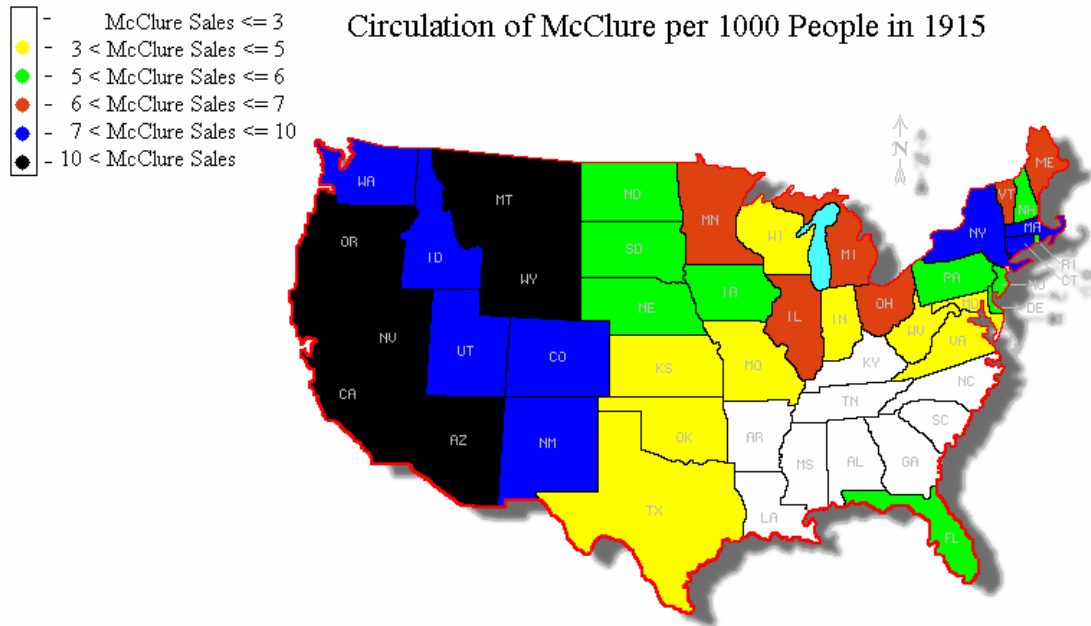 Circulation of McClure per 1000 People in 1915
- McClure Sales <= 3
- 3 < McClure Sales <= 5
- 5 < McClure Sales <= 6
- 6 < McClure Sales <= 7
- 7 < McClure Sales <= 10
- 10 < McClure Sales
N
WA
MT
ND
MN
ME
VT
NH
OR
ID
SD
WI
MI
NY
MA
RI
CT
WY
NE
IA
PA
NJ
DE
NV
UT
CO
KS
MO
IL
IN
OH
MD
WV
VA
KY
CA
AZ
NM
OK
AR
TN
NC
SC
TX
LA
MS
AL
GA
FL